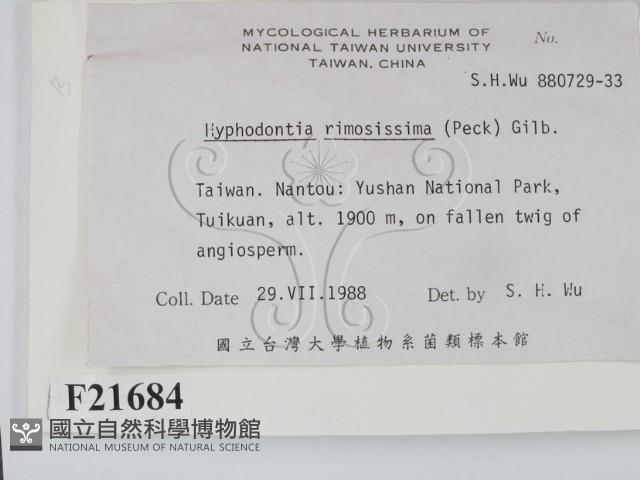 MYCOLOGICAL HERBARIUM OF
NATIONAL TAIWAN UNIVERSITY
TAIWAN, CHINA
No.
S.H.Wu 880729-33
Hyphodontia rimosissima (Peck) Gilb.
Taiwan. Nantou: Yushan National Park,
Tuikuan, alt. 1900 m, on fallen twig of
angiosperm.
Coll. Date 29.VII.1988 Det. by S. H. Wu
國立台灣大學植物系菌類標本館
F21684
國立自然科學博物館
NATIONAL MUSEUM OF NATURAL SCIENCE